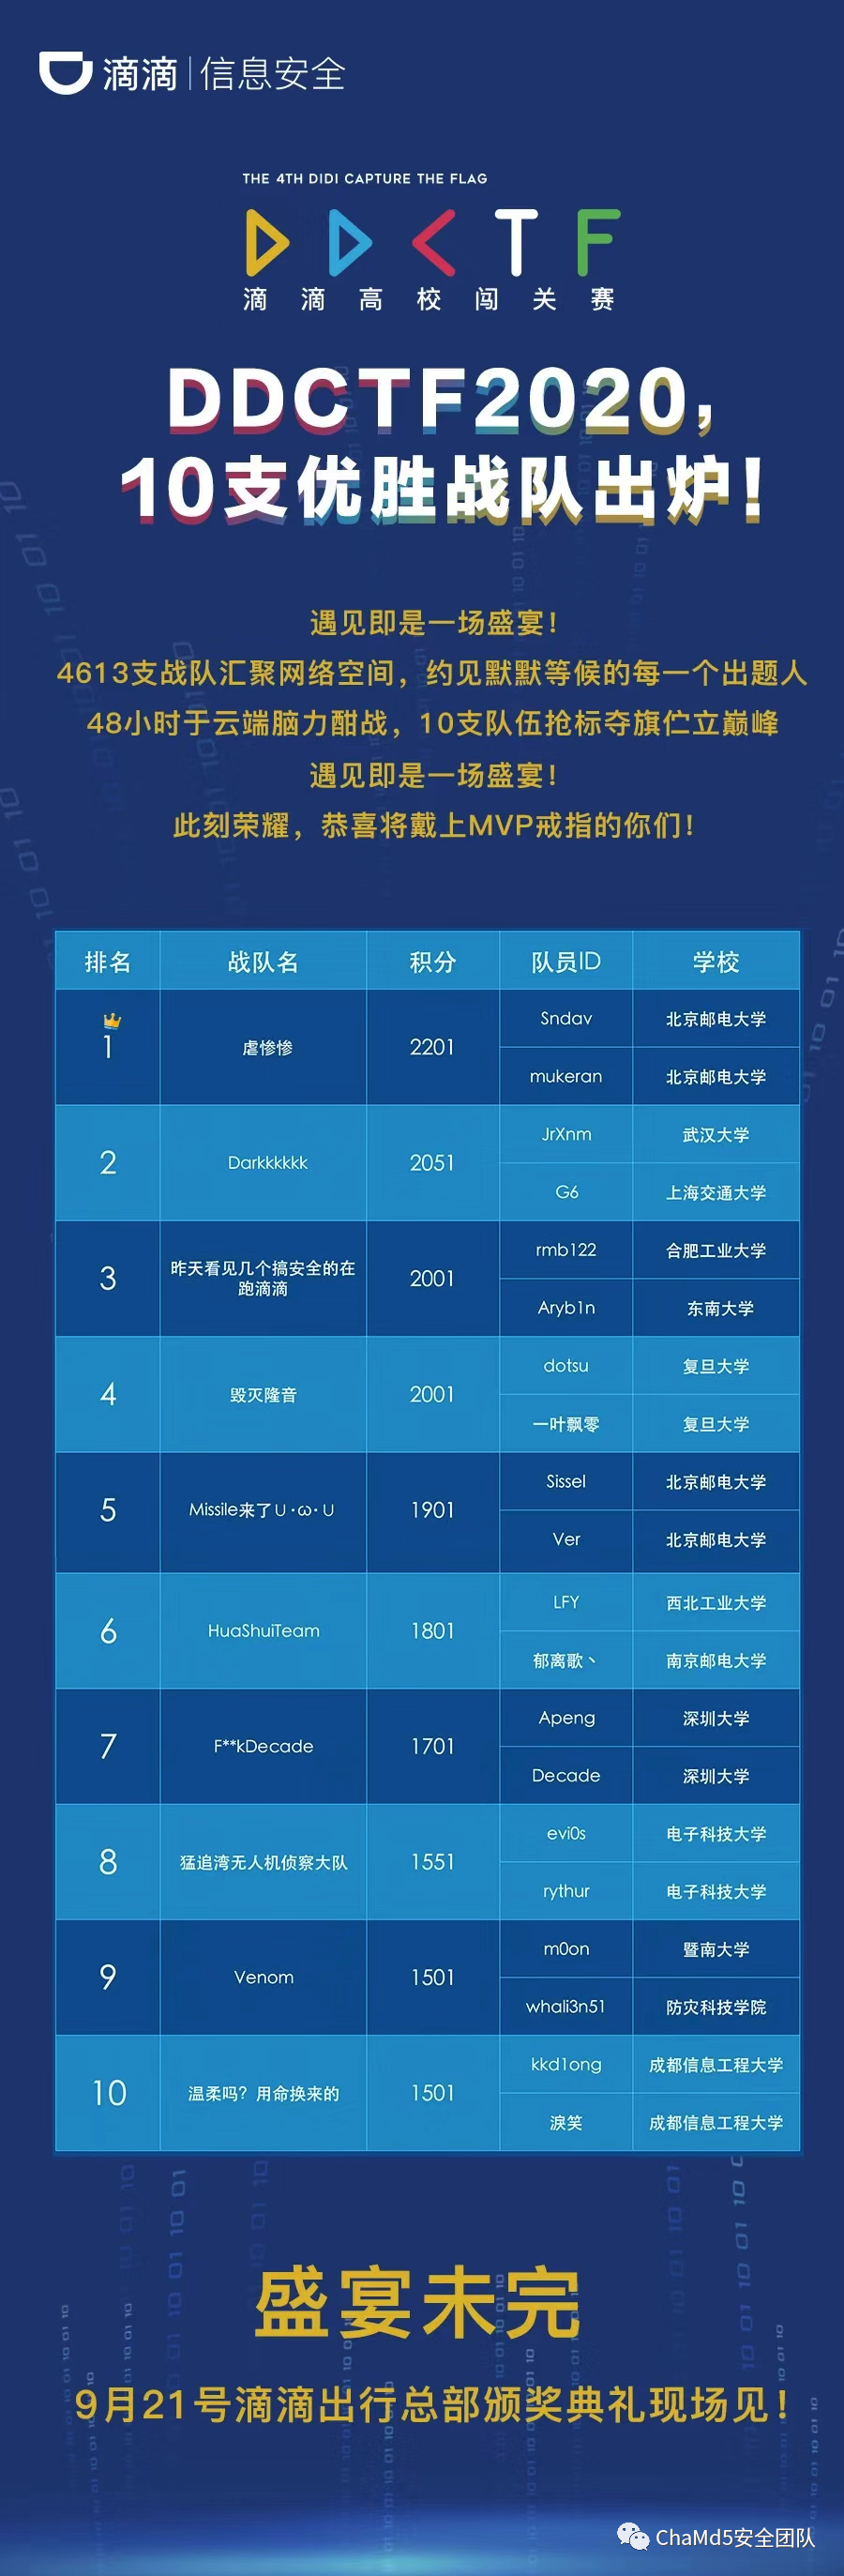 滴滴 信息安全
THE 4TH DIDI CAPTURE THE FLAG
DDCTF
滴滴高校闯关赛
DDCTF2020,
10支优胜战队出炉!
遇见即是一场盛宴!
4613支战队汇聚网络空间，约见默默等候的每一个出题人
48小时于云端脑力酣战，10支队伍抢标夺旗伫立巅峰
遇见即是一场盛宴!
此刻荣耀，恭喜将戴上MVP戒指的你们!
排名 战队名 积分 队员ID 学校
1 虐惨惨 2201 Sndav 北京邮电大学
mukeran 北京邮电大学
2 Darkkkkkk 2051 JrXnm 武汉大学
G6 上海交通大学
3 昨天看见几个搞安全的在
跑滴滴 2001 rmb122 合肥工业大学
Aryb1n 东南大学
4 毁灭隆音 2001 dotsu 复旦大学
一叶飘零 复旦大学
5 Missile来了U·ω·U 1901 Sissel 北京邮电大学
Ver 北京邮电大学
6 HuaShuiTeam 1801 LFY 西北工业大学
郁离歌丶 南京邮电大学
7 F**kDecade 1701 Apeng 深圳大学
Decade 深圳大学
8 猛追湾无人机侦察大队 1551 evi0s 电子科技大学
rythur 电子科技大学
9 Venom 1501 m0on 暨南大学
whali3n51 防灾科技学院
10 温柔吗？用命换来的 1501 kkd1ong 成都信息工程大学
淚笑 成都信息工程大学
盛宴未完
9月21号滴滴出行总部颁奖典礼现场见!
ChaMd5安全团队